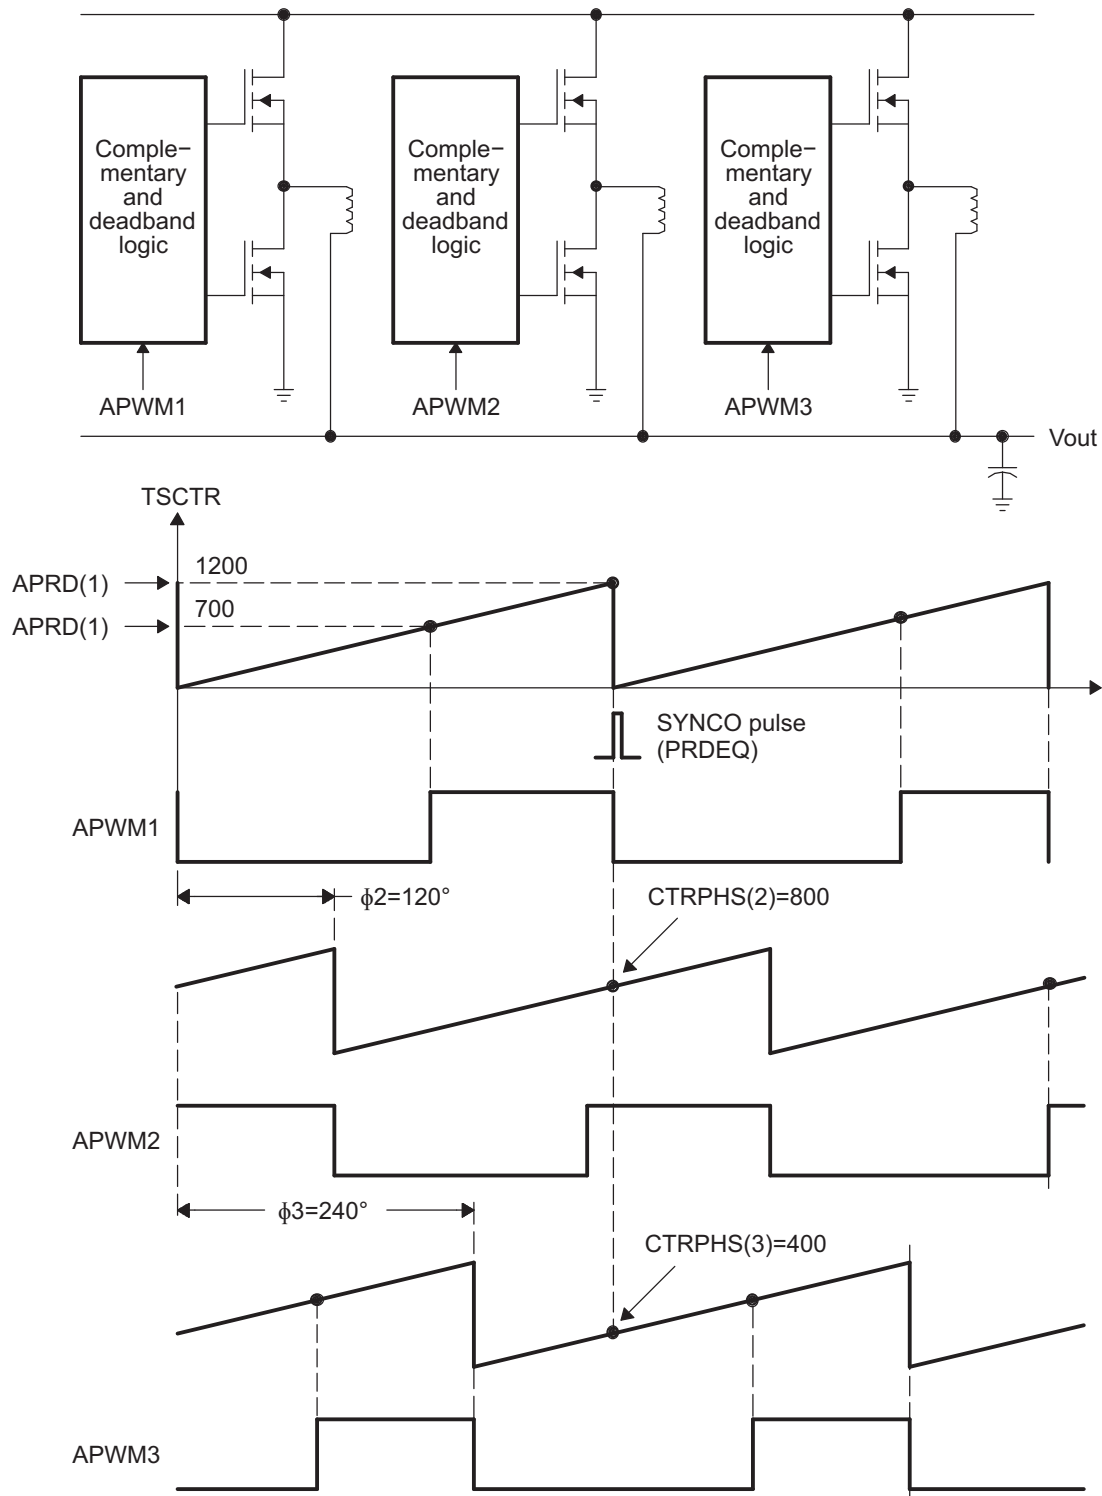 Comple−
mentary
and
deadband
logic
Comple−
mentary
and
deadband
logic
Comple−
mentary
and
deadband
logic
APWM1
APWM2
APWM3
Vout
TSCTR
APRD(1)
1200
APRD(1)
700
SYNCO pulse
(PRDEQ)
APWM1
ϕ2=120°
CTRPHS(2)=800
APWM2
ϕ3=240°
CTRPHS(3)=400
APWM3